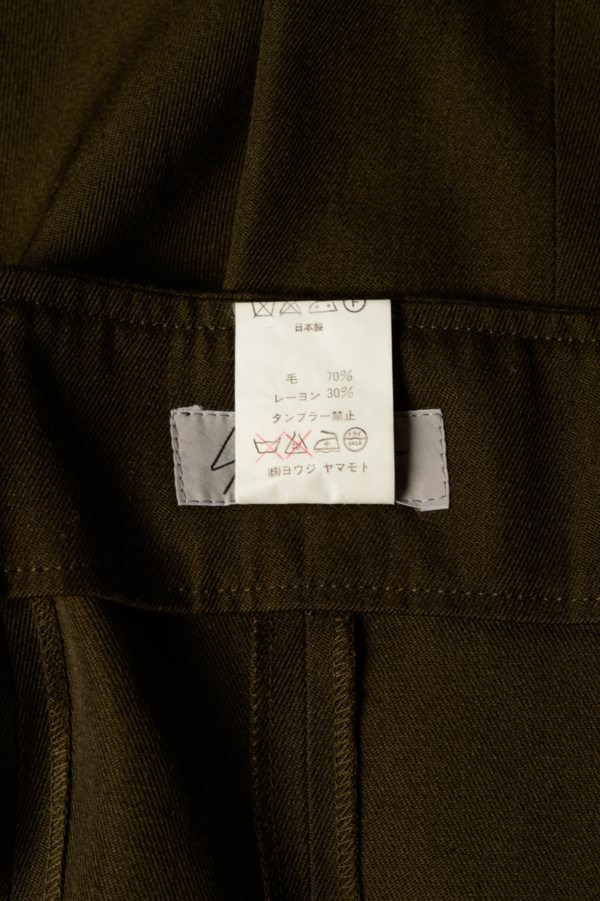 F
日本製
毛 70%
レーヨン 30%
タンブラー禁止
(株)ヨウジ ヤマモト